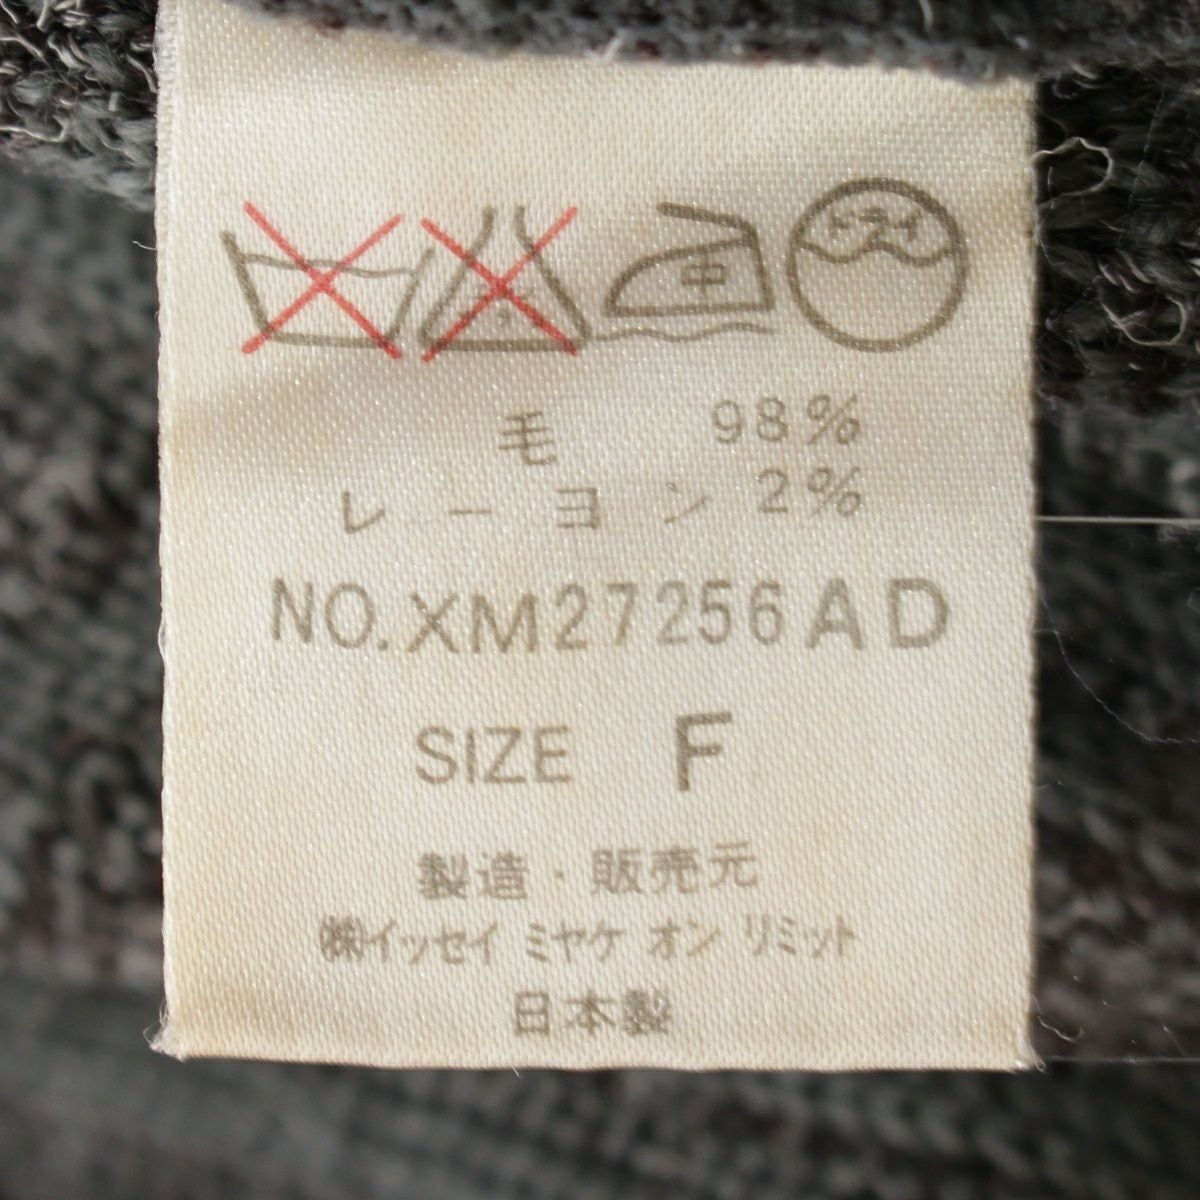 中 ドライ
毛 98%
レーヨン 2%
NO.XM27256AD
SIZE F
製造・販売元
㈱イッセイ ミヤケ オン リミット
日本製